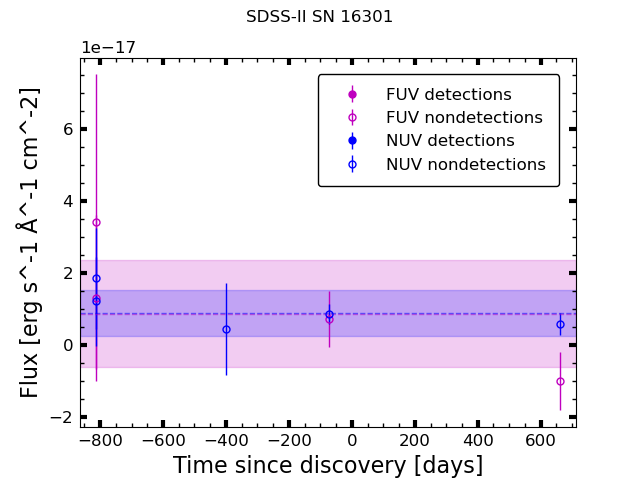 SDSS-II SN 16301
1e−17
FUV detections
FUV nondetections
NUV detections
NUV nondetections
6
4
2
0
−2
Flux [erg s^-1 Å^-1 cm^-2]
−800 −600 −400 −200 0 200 400 600
Time since discovery [days]